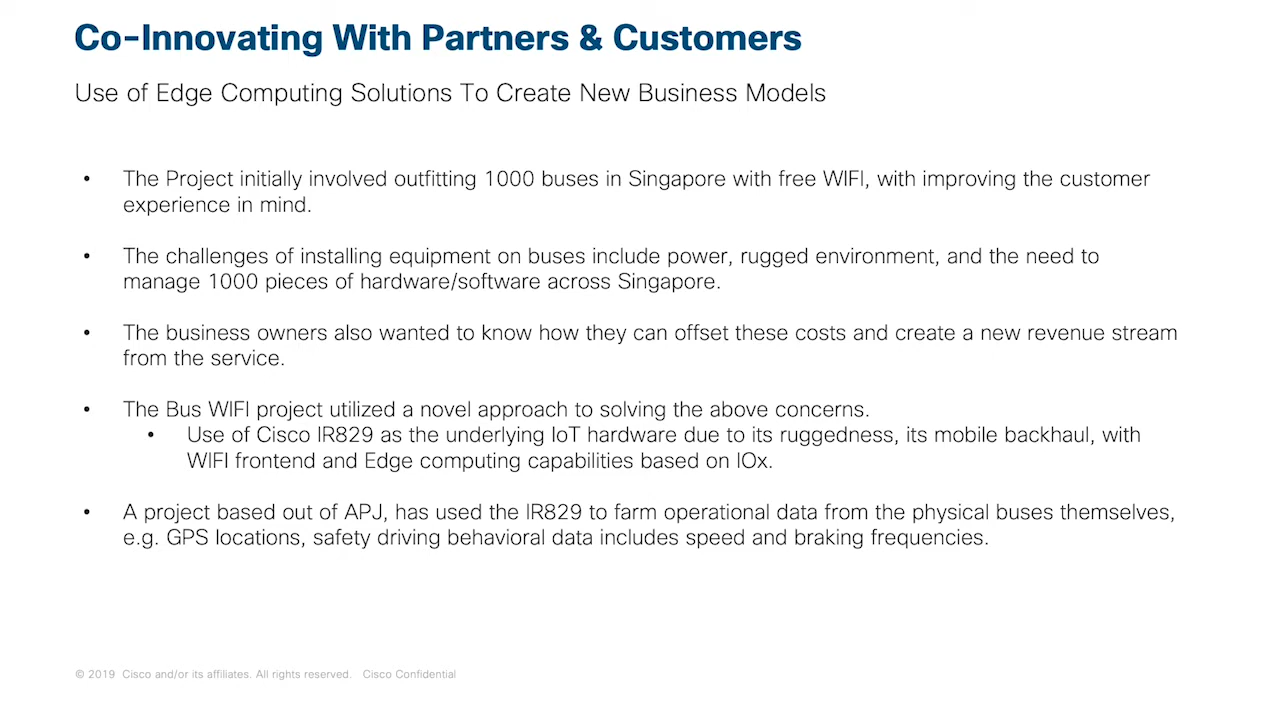 Co-Innovating With Partners & Customers
Use of Edge Computing Solutions To Create New Business Models
• The Project initially involved outfitting 1000 buses in Singapore with free WIFI, with improving the customer
experience in mind.
• The challenges of installing equipment on buses include power, rugged environment, and the need to
manage 1000 pieces of hardware/software across Singapore.
• The business owners also wanted to know how they can offset these costs and create a new revenue stream
from the service.
• The Bus WIFI project utilized a novel approach to solving the above concerns.
• Use of Cisco IR829 as the underlying IoT hardware due to its ruggedness, its mobile backhaul, with
WIFI frontend and Edge computing capabilities based on IOx.
• A project based out of APJ, has used the IR829 to farm operational data from the physical buses themselves,
e.g. GPS locations, safety driving behavioral data includes speed and braking frequencies.
© 2019 Cisco and/or its affiliates. All rights reserved. Cisco Confidential